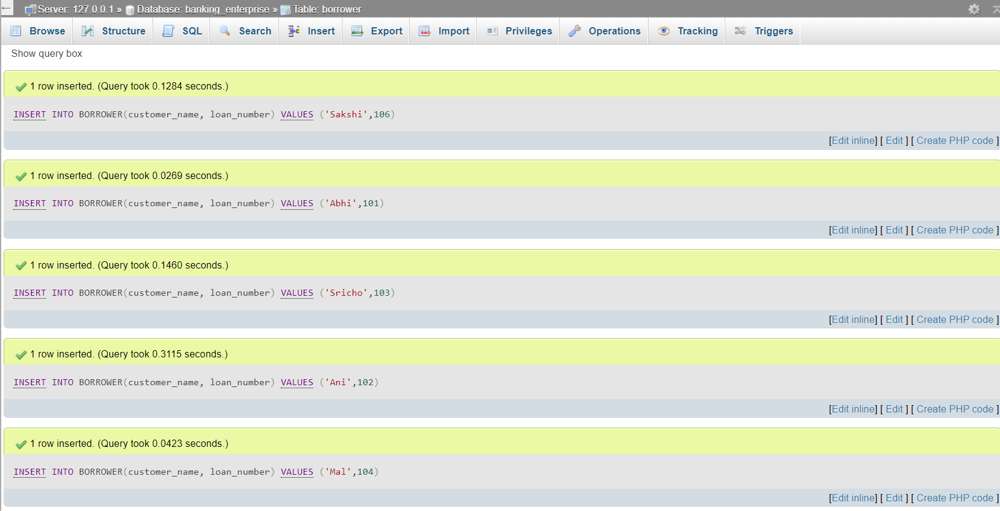 ← Server: 127.0.0.1 » Database: banking_enterprise » Table: borrower
Browse Structure SQL Search Insert Export Import Privileges Operations Tracking Triggers
Show query box
1 row inserted. (Query took 0.1284 seconds.)
INSERT INTO BORROWER(customer_name, loan_number) VALUES ('Sakshi',106)
[Edit inline] [ Edit ] [ Create PHP code ]
1 row inserted. (Query took 0.0269 seconds.)
INSERT INTO BORROWER(customer_name, loan_number) VALUES ('Abhi',101)
[Edit inline] [ Edit ] [ Create PHP code ]
1 row inserted. (Query took 0.1460 seconds.)
INSERT INTO BORROWER(customer_name, loan_number) VALUES ('Sricho',103)
[Edit inline] [ Edit ] [ Create PHP code ]
1 row inserted. (Query took 0.3115 seconds.)
INSERT INTO BORROWER(customer_name, loan_number) VALUES ('Ani',102)
[Edit inline] [ Edit ] [ Create PHP code ]
1 row inserted. (Query took 0.0423 seconds.)
INSERT INTO BORROWER(customer_name, loan_number) VALUES ('Mal',104)
[Edit inline] [ Edit ] [ Create PHP code ]